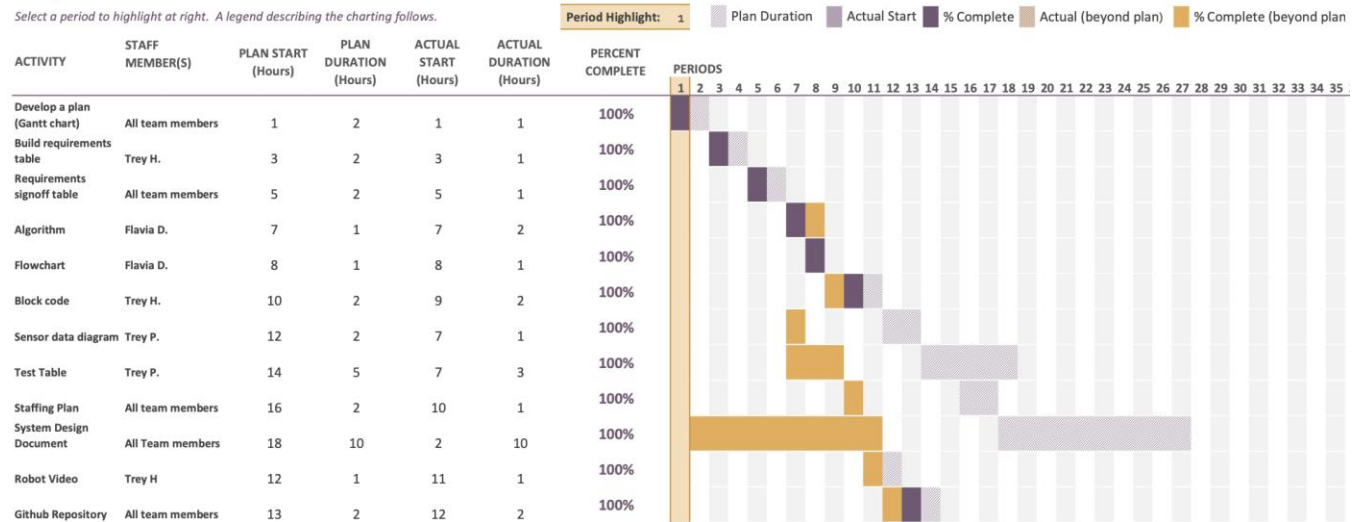 Select a period to highlight at right. A legend describing the charting follows.
Period Highlight: 1
Plan Duration
Actual Start
% Complete
Actual (beyond plan)
% Complete (beyond plan
ACTIVITY
STAFF
MEMBER(S)
PLAN START
(Hours)
PLAN
DURATION
(Hours)
ACTUAL
START
(Hours)
ACTUAL
DURATION
(Hours)
PERCENT
COMPLETE
PERIODS
1 2 3 4 5 6 7 8 9 10 11 12 13 14 15 16 17 18 19 20 21 22 23 24 25 26 27 28 29 30 31 32 33 34 35
Develop a plan
(Gantt chart) All team members 1 2 1 1 100%
Build requirements
table Trey H. 3 2 3 1 100%
Requirements
signoff table All team members 5 2 5 1 100%
Algorithm Flavia D. 7 1 7 2 100%
Flowchart Flavia D. 8 1 8 1 100%
Block code Trey H. 10 2 9 2 100%
Sensor data diagram Trey P. 12 2 7 1 100%
Test Table Trey P. 14 5 7 3 100%
Staffing Plan All team members 16 2 10 1 100%
System Design
Document All Team members 18 10 2 10 100%
Robot Video Trey H 12 1 11 1 100%
Github Repository All team members 13 2 12 2 100%